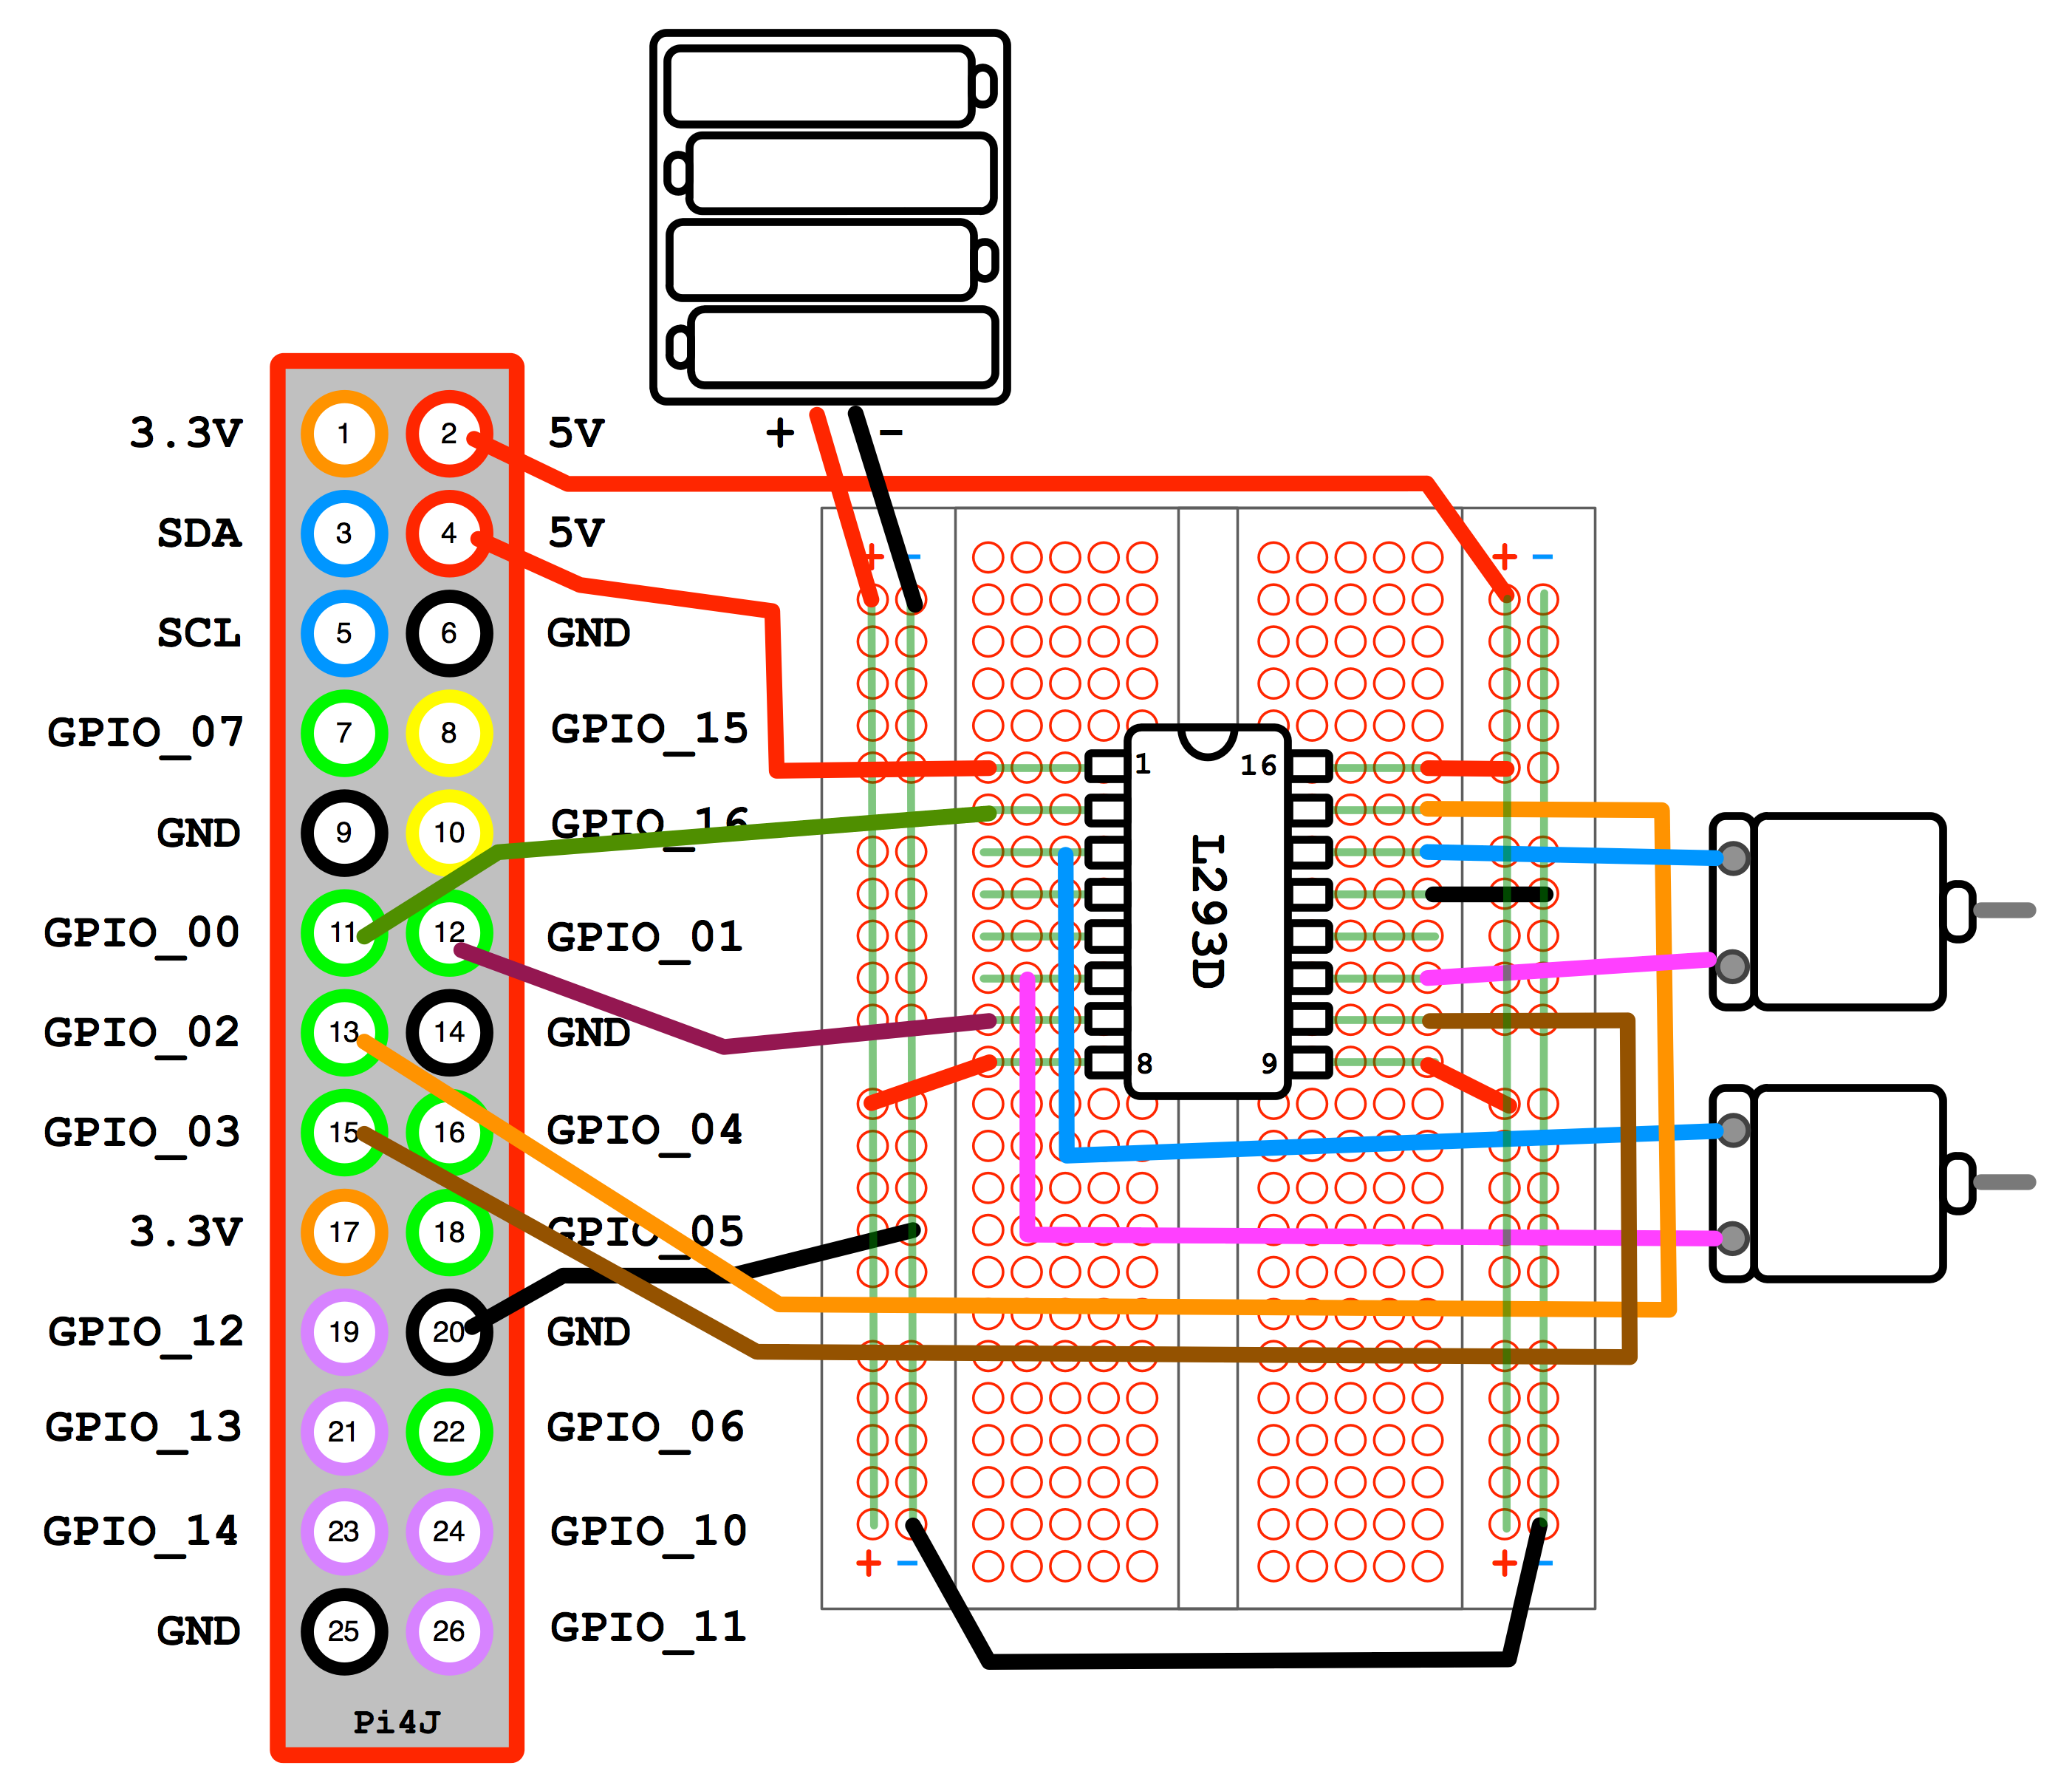 + −
3.3V 1 2 5V
SDA 3 4 5V
+ − + −
SCL 5 6 GND
GPIO_07 7 8 GPIO_15
1 16
GND 9 10 GPIO_16
L293D
GPIO_00 11 12 GPIO_01
GPIO_02 13 14 GND
8 9
GPIO_03 15 16 GPIO_04
3.3V 17 18 GPIO_05
GPIO_12 19 20 GND
GPIO_13 21 22 GPIO_06
GPIO_14 23 24 GPIO_10
+ − + −
GND 25 26 GPIO_11
Pi4J